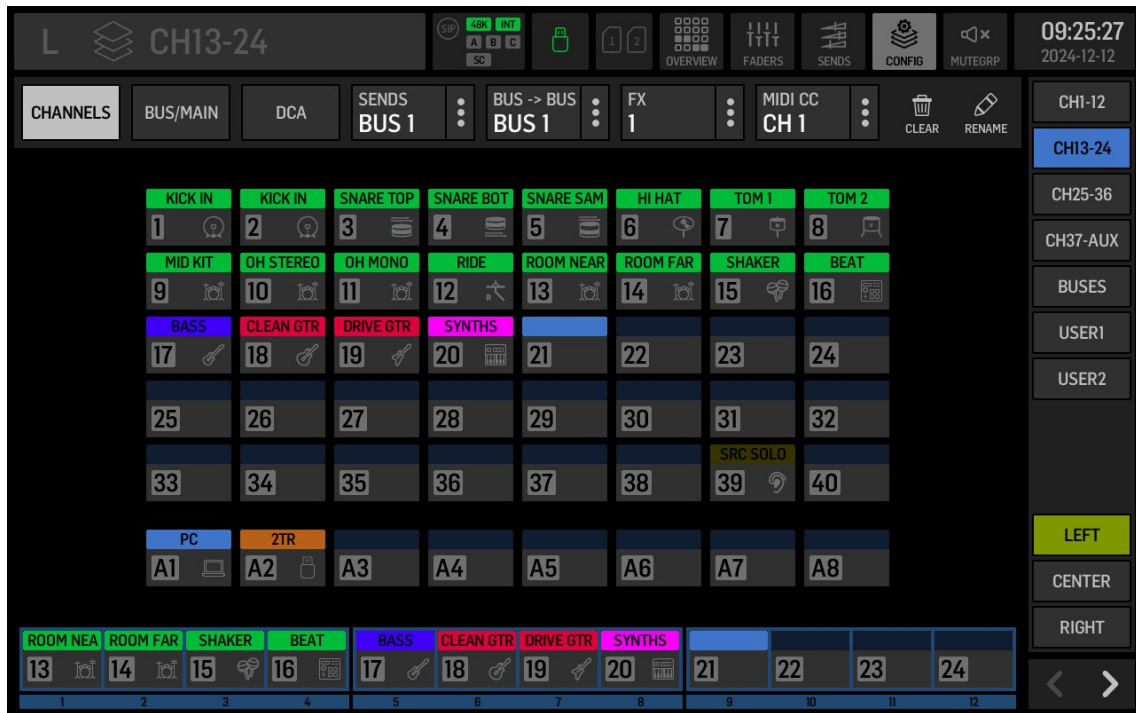 L CH13-24 SIP 48K INT A B C SC 1 2 OVERVIEW FADERS SENDS CONFIG MUTEGRP 09:25:27
2024-12-12
CHANNELS BUS/MAIN DCA SENDS BUS 1 BUS -> BUS BUS 1 FX 1 MIDI CC CH 1 CLEAR RENAME
CH1-12
CH13-24
CH25-36
CH37-AUX
BUSES
USER1
USER2
LEFT
CENTER
RIGHT
KICK IN KICK IN SNARE TOP SNARE BOT SNARE SAM HI HAT TOM 1 TOM 2
1 2 3 4 5 6 7 8
MID KIT OH STEREO OH MONO RIDE ROOM NEAR ROOM FAR SHAKER BEAT
9 10 11 12 R 13 14 15 16
BASS CLEAN GTR DRIVE GTR SYNTHS
17 18 19 20 21 22 23 24
25 26 27 28 29 30 31 32
SRC SOLO
33 34 35 36 37 38 39 40
PC 2TR
A1 A2 A3 A4 A5 A6 A7 A8
ROOM NEA ROOM FAR SHAKER BEAT BASS CLEAN GTR DRIVE GTR SYNTHS
13 14 15 16 17 18 19 20 21 22 23 24
1 2 3 4 5 6 7 8 9 10 11 12